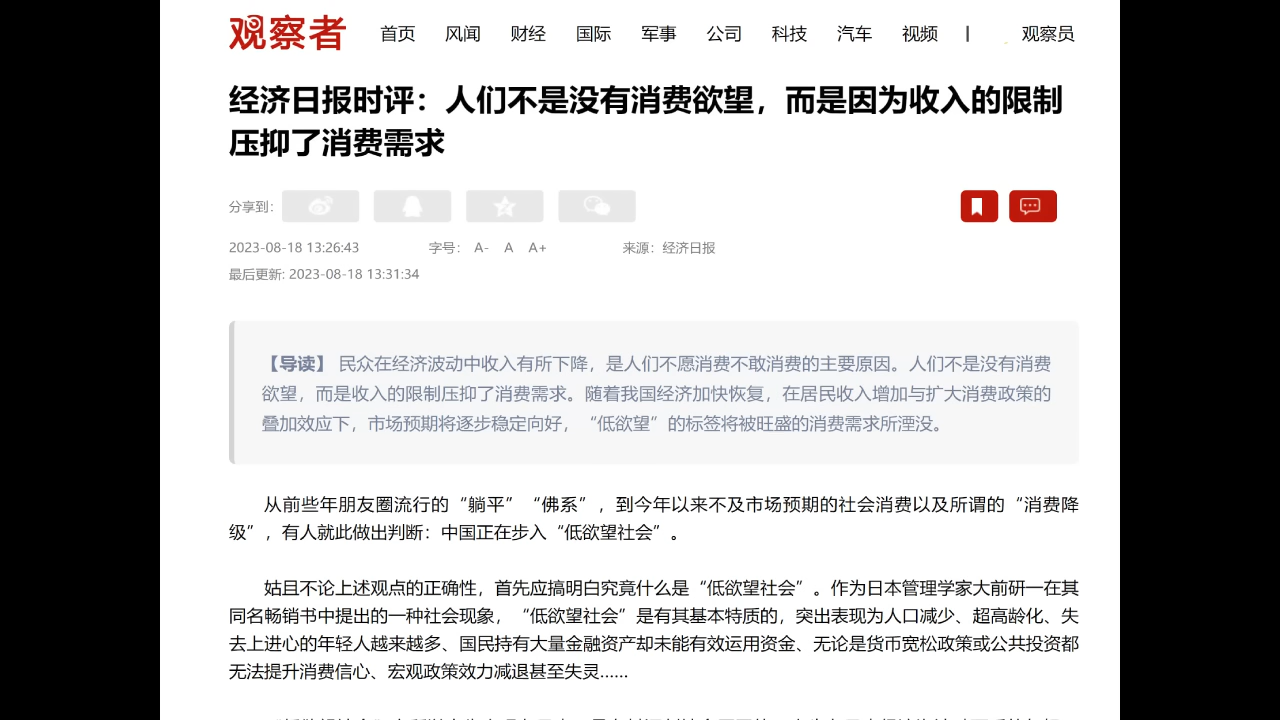 观察者 首页 风闻 财经 国际 军事 公司 科技 汽车 视频 | 观察员
经济日报时评：人们不是没有消费欲望，而是因为收入的限制
压抑了消费需求
分享到：
2023-08-18 13:26:43 字号： A- A A+ 来源：经济日报
最后更新: 2023-08-18 13:31:34
【导读】 民众在经济波动中收入有所下降，是人们不愿消费不敢消费的主要原因。人们不是没有消费
欲望，而是收入的限制压抑了消费需求。随着我国经济加快恢复，在居民收入增加与扩大消费政策的
叠加效应下，市场预期将逐步稳定向好，“低欲望”的标签将被旺盛的消费需求所湮没。
从前些年朋友圈流行的“躺平”“佛系”，到今年以来不及市场预期的社会消费以及所谓的“消费降
级”，有人就此做出判断：中国正在步入“低欲望社会”。
姑且不论上述观点的正确性，首先应搞明白究竟什么是“低欲望社会”。作为日本管理学家大前研一在其
同名畅销书中提出的一种社会现象，“低欲望社会”是有其基本特质的，突出表现为人口减少、超高龄化、失
去上进心的年轻人越来越多、国民持有大量金融资产却未能有效运用资金、无论是货币宽松政策或公共投资都
无法提升消费信心、宏观政策效力减退甚至失灵......